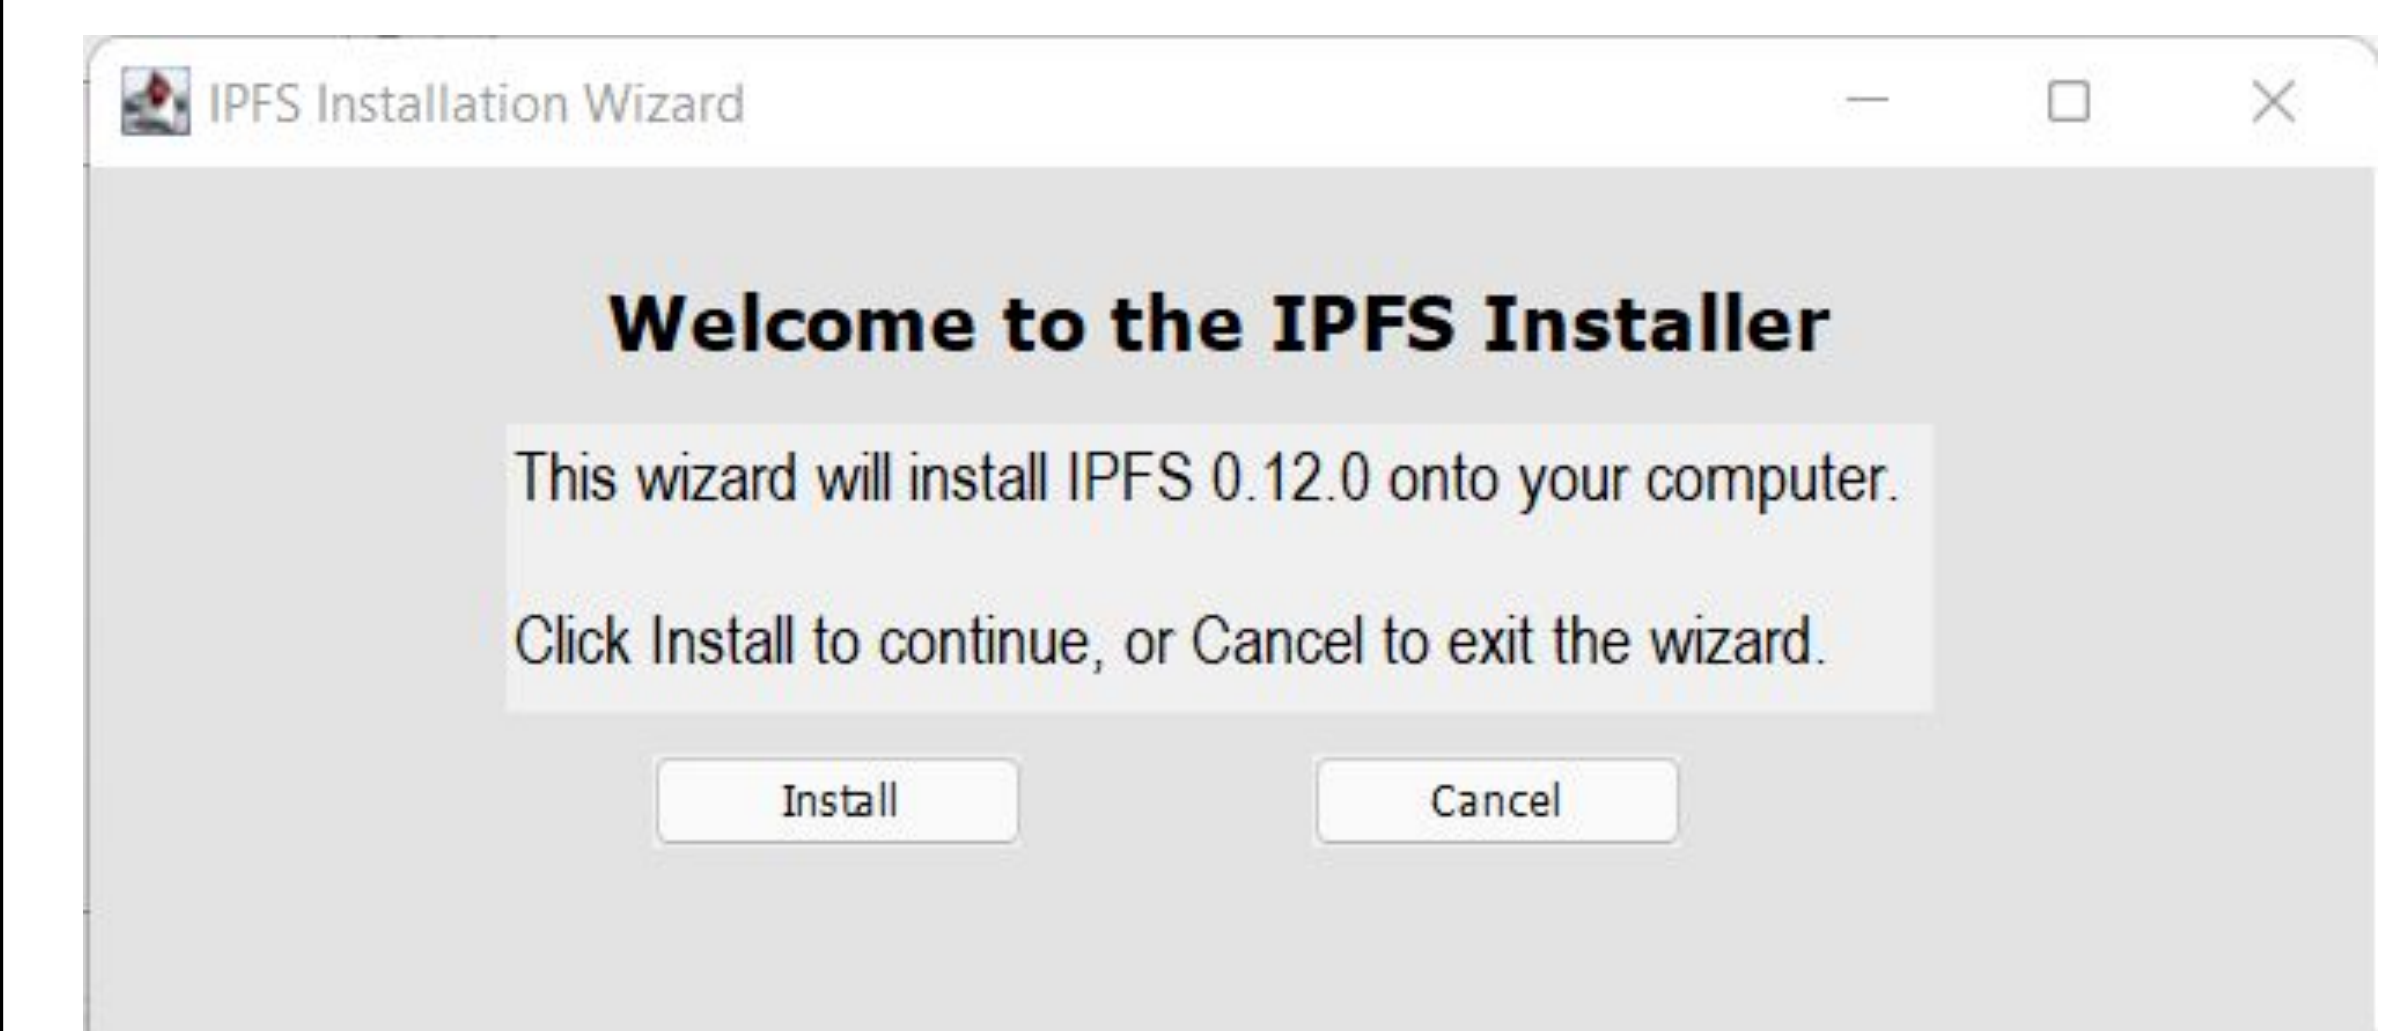 IPFS Installation Wizard
Welcome to the IPFS Installer
This wizard will install IPFS 0.12.0 onto your computer.
Click Install to continue, or Cancel to exit the wizard.
Install
Cancel